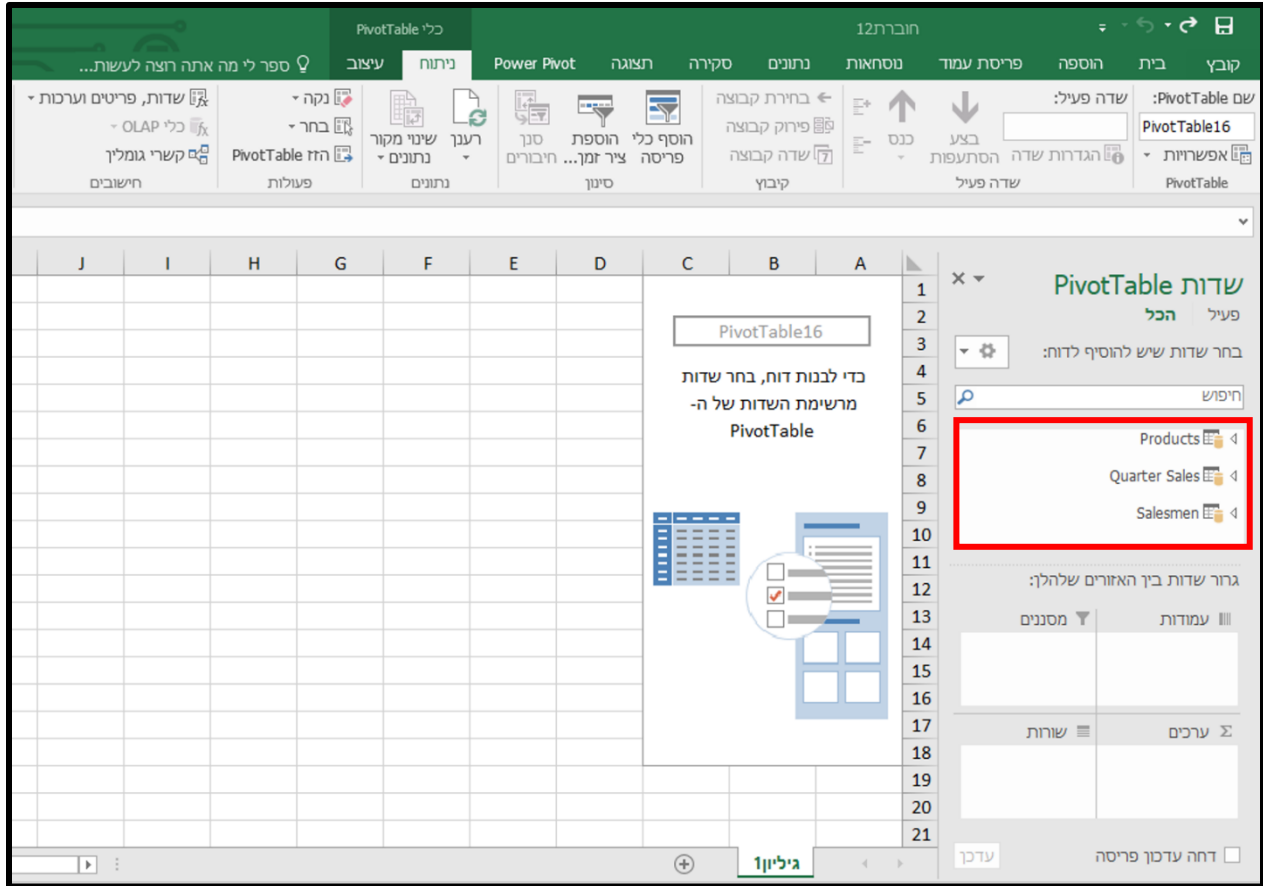 חוברת12
כלי PivotTable
קובץ
בית
הוספה
פריסת עמוד
נוסחאות
נתונים
סקירה
תצוגה
Power Pivot
ניתוח
עיצוב
ספר לי מה אתה רוצה לעשות...
שם PivotTable:
PivotTable16
אפשרויות
PivotTable
שדה פעיל:
הגדרות שדה
בצע הסתעפות
כנס
שדה פעיל
בחירת קבוצה
פירוק קבוצה
שדה קבוצה
קיבוץ
הוסף כלי פריסה
הוספת ציר זמן...
סנן חיבורים
סינון
רענן
שינוי מקור נתונים
נתונים
נקה
בחר
הזז PivotTable
פעולות
שדות, פריטים וערכות
כלי OLAP
קשרי גומלין
חישובים
שדות PivotTable
פעיל
הכל
בחר שדות שיש להוסיף לדוח:
חיפוש
Products
Quarter Sales
Salesmen
גרור שדות בין האזורים שלהלן:
עמודות
מסננים
Σ ערכים
שורות
דחה עדכון פריסה
עדכן
A B C D E F G H I J
1
2
3
4
5
6
7
8
9
10
11
12
13
14
15
16
17
18
19
20
21
PivotTable16
כדי לבנות דוח, בחר שדות
מרשימת השדות של ה-
PivotTable
גיליון1